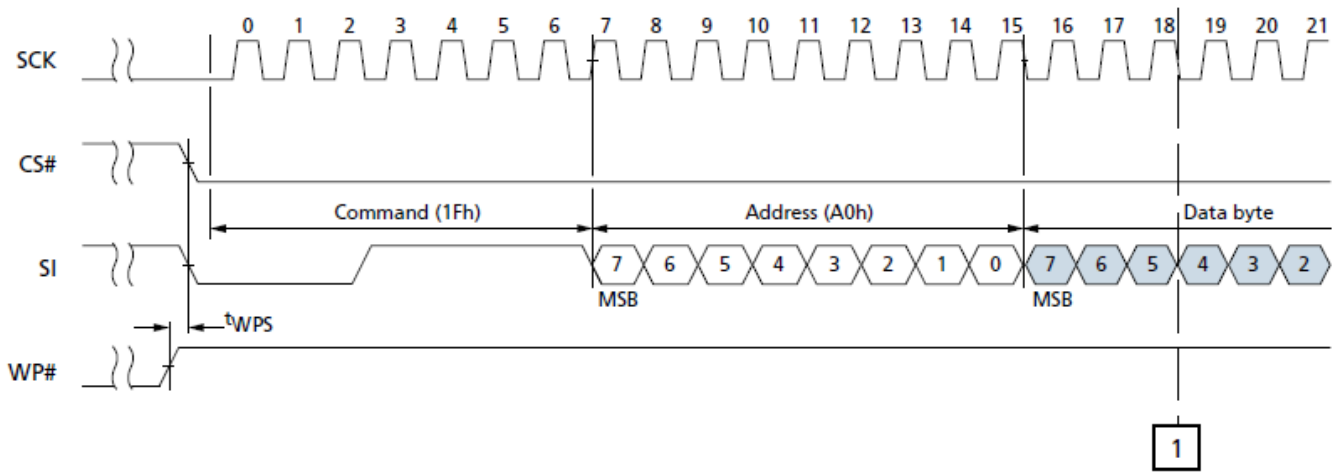 0 1 2 3 4 5 6 7 8 9 10 11 12 13 14 15 16 17 18 19 20 21
SCK
CS#
Command (1Fh) Address (A0h) Data byte
SI 7 6 5 4 3 2 1 0 7 6 5 4 3 2
MSB MSB
tWPS
WP#
1